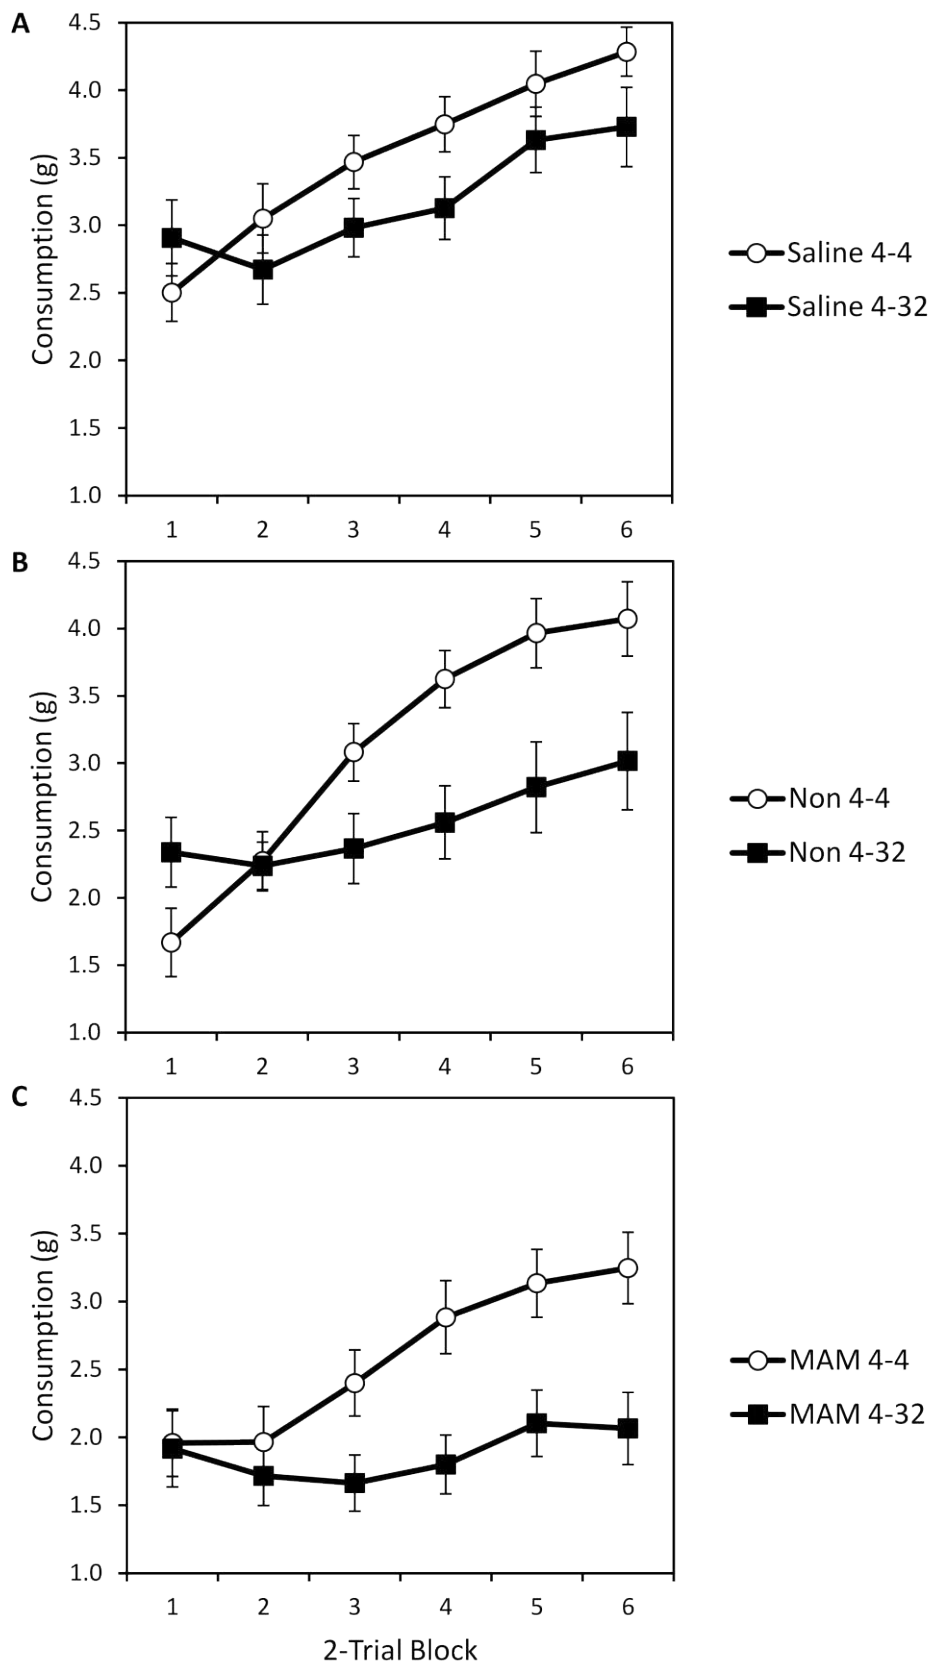 A
Consumption (g)
4.5
4.0
3.5
3.0
2.5
2.0
1.5
1.0
1 2 3 4 5 6
Saline 4-4
Saline 4-32
B
Consumption (g)
4.5
4.0
3.5
3.0
2.5
2.0
1.5
1.0
1 2 3 4 5 6
Non 4-4
Non 4-32
C
Consumption (g)
4.5
4.0
3.5
3.0
2.5
2.0
1.5
1.0
1 2 3 4 5 6
2-Trial Block
MAM 4-4
MAM 4-32